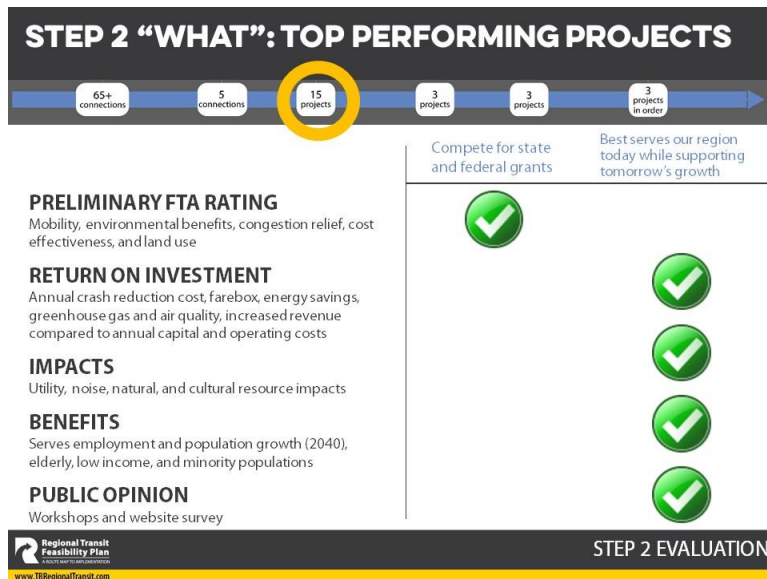 STEP 2 “WHAT”: TOP PERFORMING PROJECTS
65+
connections
5
connections
15
projects
3
projects
3
projects
3
projects
in order
Compete for state
and federal grants
Best serves our region
today while supporting
tomorrow’s growth
PRELIMINARY FTA RATING
Mobility, environmental benefits, congestion relief, cost
effectiveness, and land use
RETURN ON INVESTMENT
Annual crash reduction cost, farebox, energy savings,
greenhouse gas and air quality, increased revenue
compared to annual capital and operating costs
IMPACTS
Utility, noise, natural, and cultural resource impacts
BENEFITS
Serves employment and population growth (2040),
elderly, low income, and minority populations
PUBLIC OPINION
Workshops and website survey
Regional Transit
Feasibility Plan
A ROUTE MAP TO IMPLEMENTATION
STEP 2 EVALUATION
www.TBRegionalTransit.com